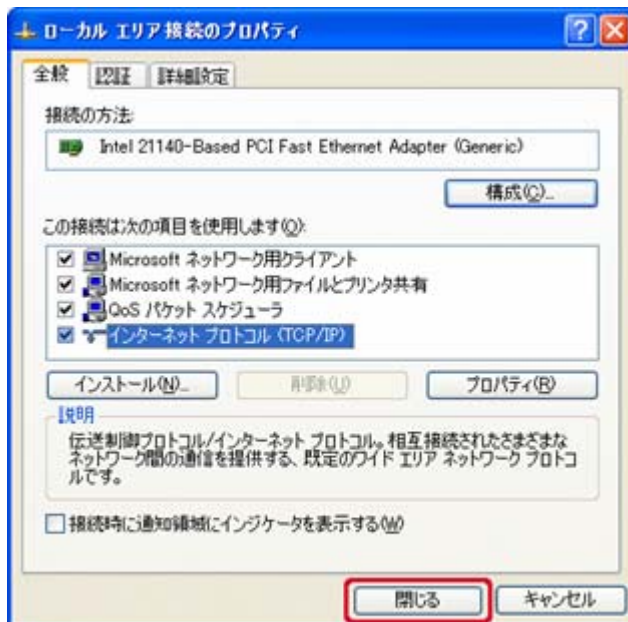 ローカル エリア接続のプロパティ
全般 認証 詳細設定
接続の方法:
Intel 21140-Based PCI Fast Ethernet Adapter (Generic)
構成(C)...
この接続は次の項目を使用します(O):
Microsoft ネットワーク用クライアント
Microsoft ネットワーク用ファイルとプリンタ共有
QoS パケット スケジューラ
インターネット プロトコル (TCP/IP)
インストール(N)... 削除(U) プロパティ(R)
説明
伝送制御プロトコル/インターネット プロトコル。相互接続されたさまざまな
ネットワーク間の通信を提供する、既定のワイド エリア ネットワーク プロトコ
ルです。
接続時に通知領域にインジケータを表示する(W)
閉じる キャンセル